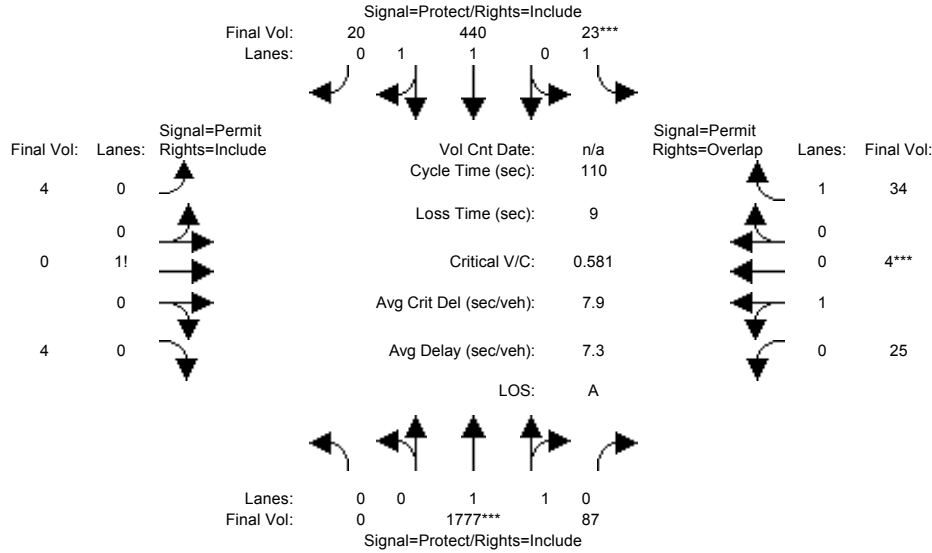 Signal=Protect/Rights=Include
Final Vol: 20 440 23***
Lanes: 0 1 1 0 1
Signal=Permit Signal=Permit
Final Vol: Lanes: Rights=Include Vol Cnt Date: n/a Rights=Overlap Lanes: Final Vol:
Cycle Time (sec): 110
4 0 1 34
Loss Time (sec): 9
0 0
0 1! Critical V/C: 0.581 0 4***
0 Avg Crit Del (sec/veh): 7.9 1
4 0 Avg Delay (sec/veh): 7.3 0 25
LOS: A
Lanes: 0 0 1 1 0
Final Vol: 0 1777*** 87
Signal=Protect/Rights=Include